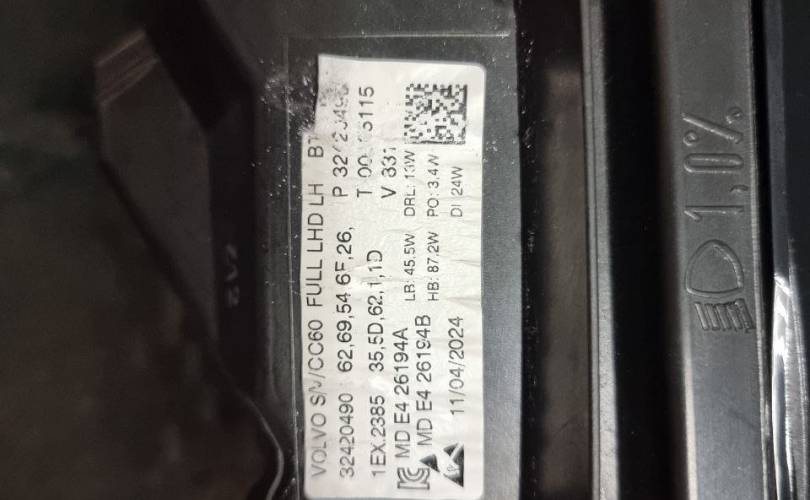 VOLVO FULL LHD LH
32420490 62,69,54,6F,26, P
1EX.2385 35,5D,62,1,1D T
MD E4 26194A LB: 45.5W DRL: 13W V 331
MD E4 26194B HB: 87.2W PO: 3.4W
11/04/2024 DI 24W
1,0%